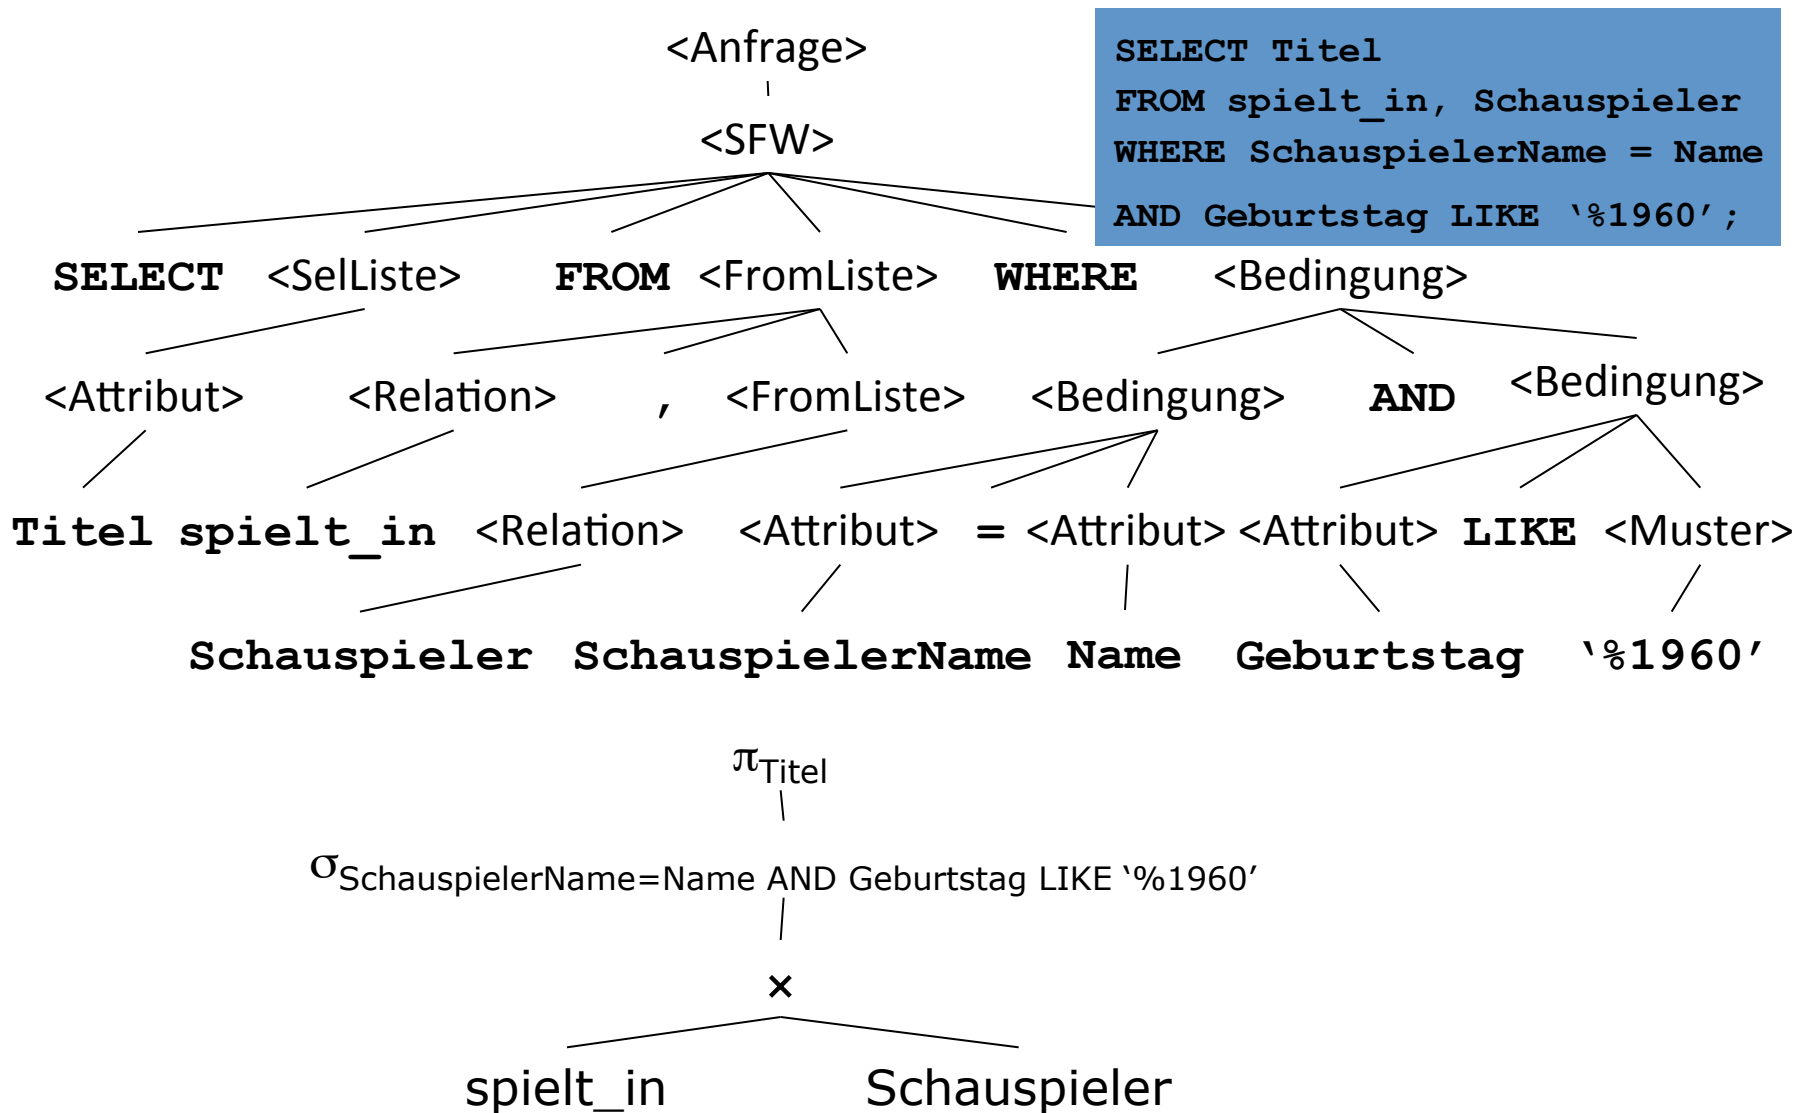 <Anfrage>
SELECT Titel
FROM spielt_in, Schauspieler
WHERE SchauspielerName = Name
AND Geburtstag LIKE ‘%1960’;
<SFW>
SELECT <SelListe> FROM <FromListe> WHERE <Bedingung>
<Attribut> <Relation> , <FromListe> <Bedingung> AND <Bedingung>
Titel spielt_in <Relation> <Attribut> = <Attribut> <Attribut> LIKE <Muster>
Schauspieler SchauspielerName Name Geburtstag ‘%1960’
πTitel
σSchauspielerName=Name AND Geburtstag LIKE ‘%1960’
×
spielt_in Schauspieler